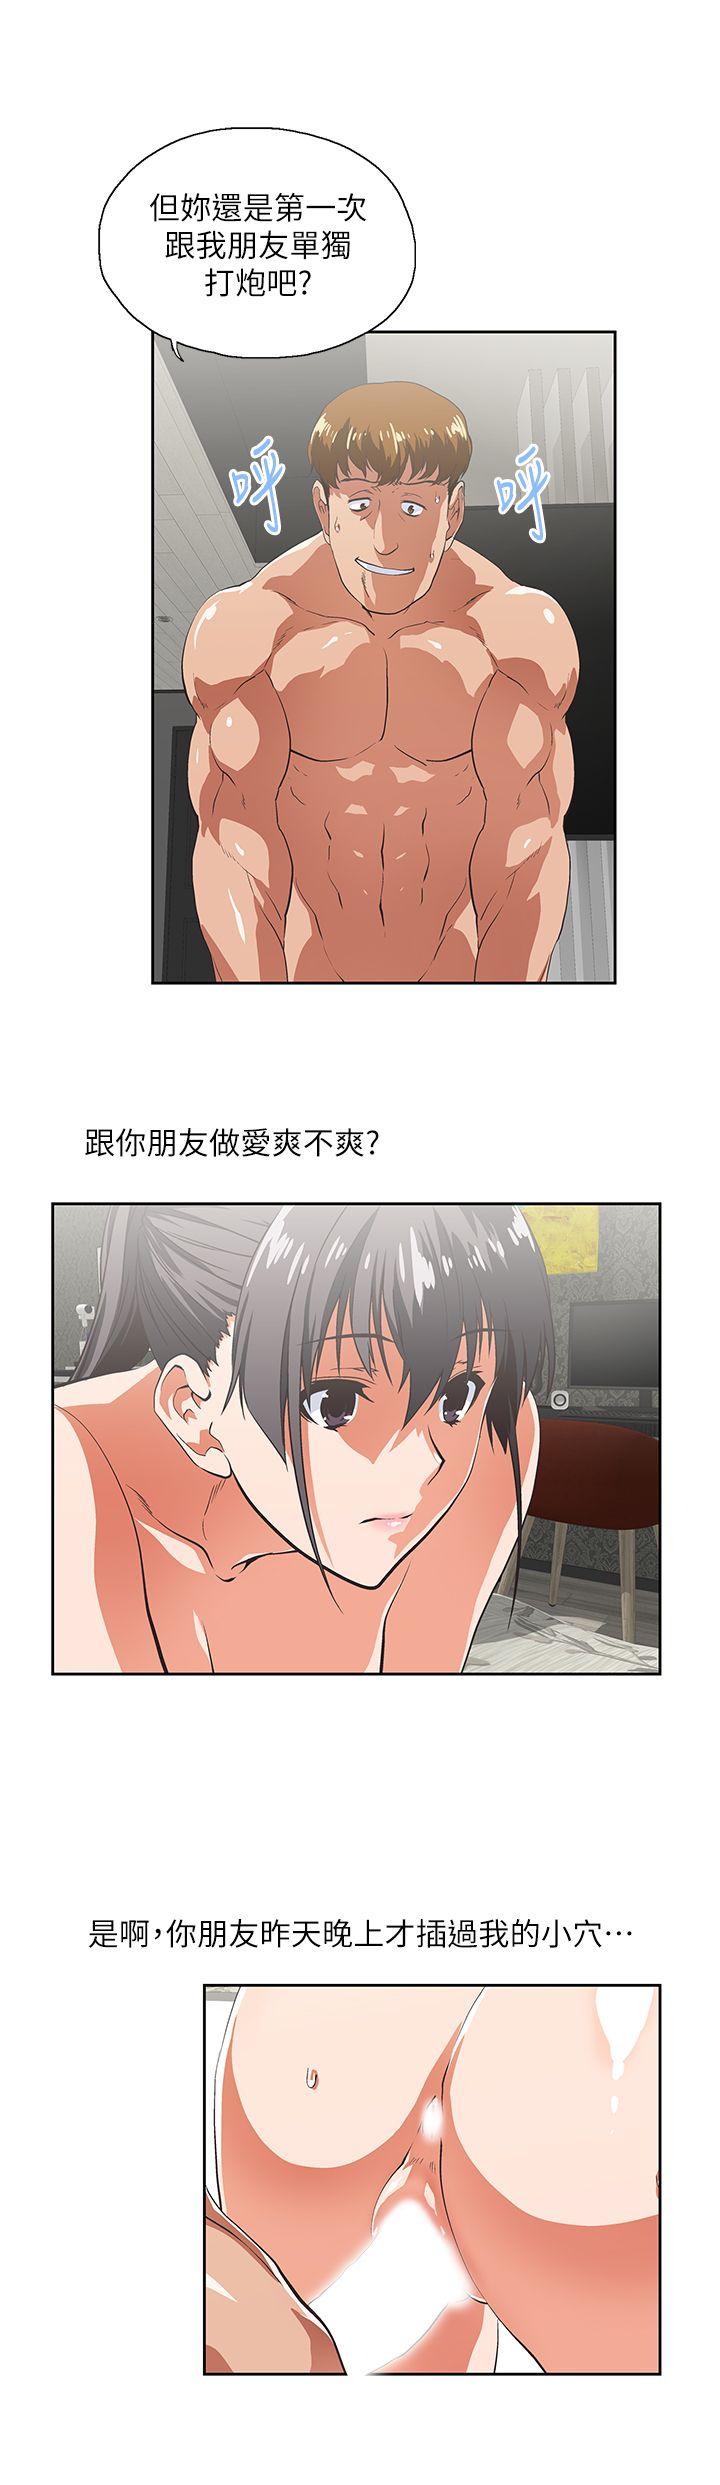 但妳還是第一次
跟我朋友單獨
打炮吧?
呼
呼
跟你朋友做愛爽不爽?
是啊,你朋友昨天晚上才插過我的小穴…